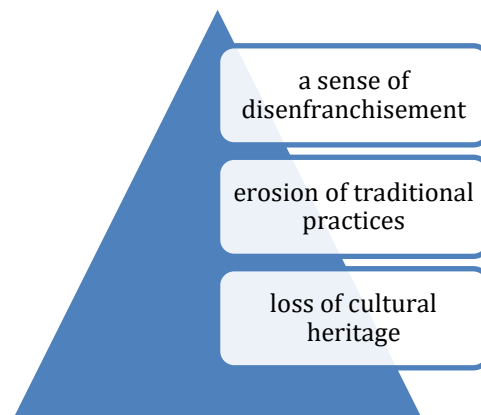 a sense of
disenfranchisement
erosion of traditional
practices
loss of cultural
heritage